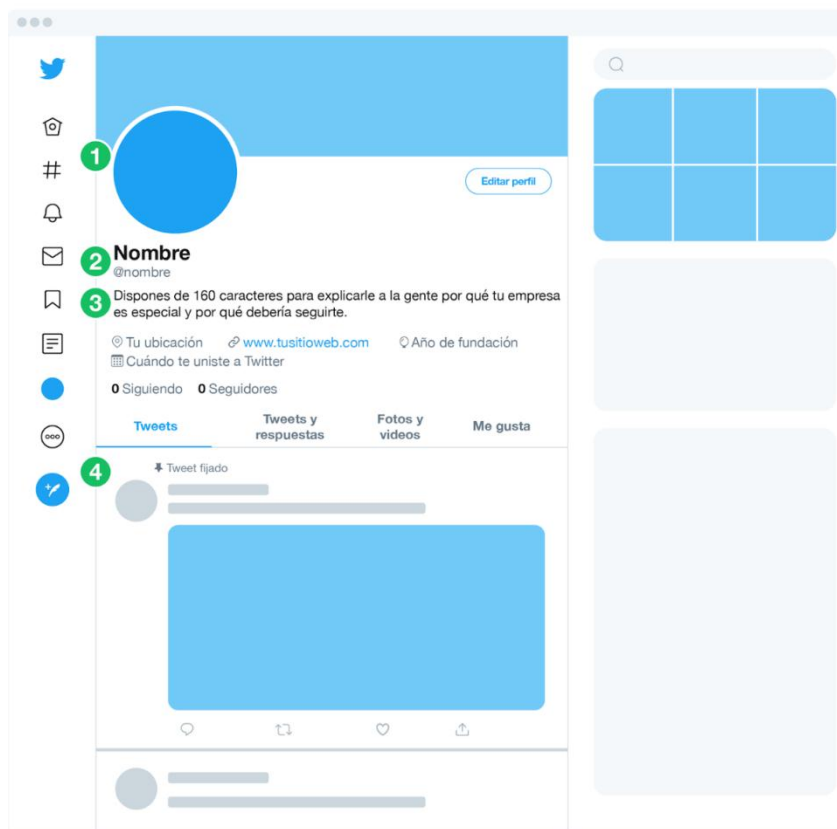 1
Editar perfil
2
Nombre
@nombre
3
Dispones de 160 caracteres para explicarle a la gente por qué tu empresa
es especial y por qué debería seguirte.
Tu ubicación www.tusitioweb.com Año de fundación
Cuándo te uniste a Twitter
0 Siguiendo 0 Seguidores
Tweets
Tweets y
respuestas
Fotos y
videos
Me gusta
4
Tweet fijado